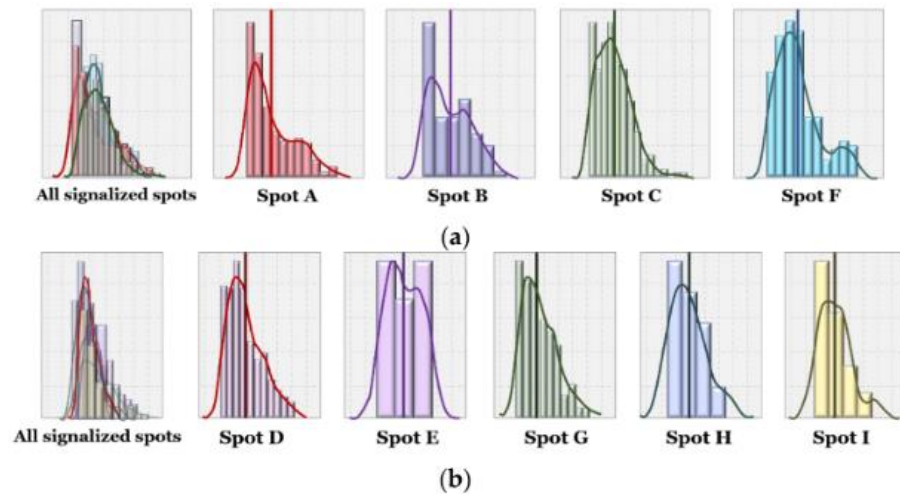 All signalized spots Spot A Spot B Spot C Spot F
(a)
All signalized spots Spot D Spot E Spot G Spot H Spot I
(b)